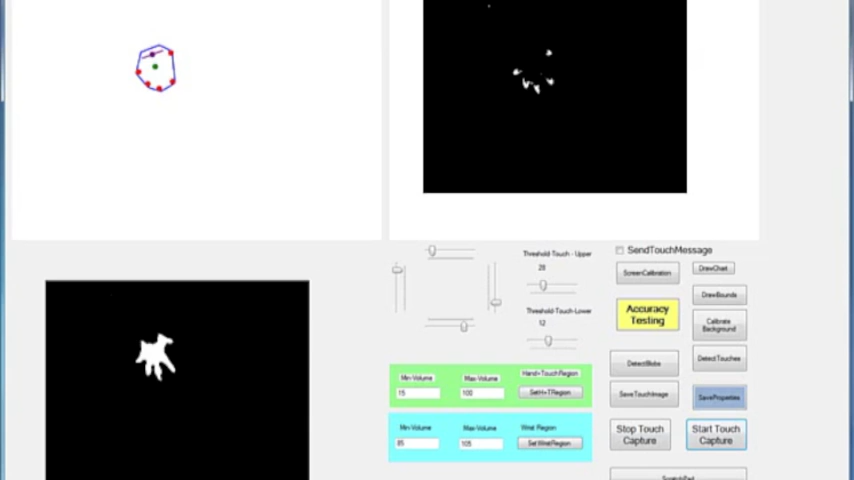 SendTouchMessage
Threshold-Touch - Upper
28
Threshold-Touch-Lower
12
ScreenCalibration
DrawChart
DrawBounds
Accuracy
Testing
Calibrate
Background
DetectBlobs
DetectTouches
SaveTouchImage
SaveProperties
Stop Touch
Capture
Start Touch
Capture
ScratchPad
Min-Volume
Max-Volume
Hand+TouchRegion
15
100
SetH+TRegion
Min-Volume
Max-Volume
Wrist Region
85
105
SetWristRegion